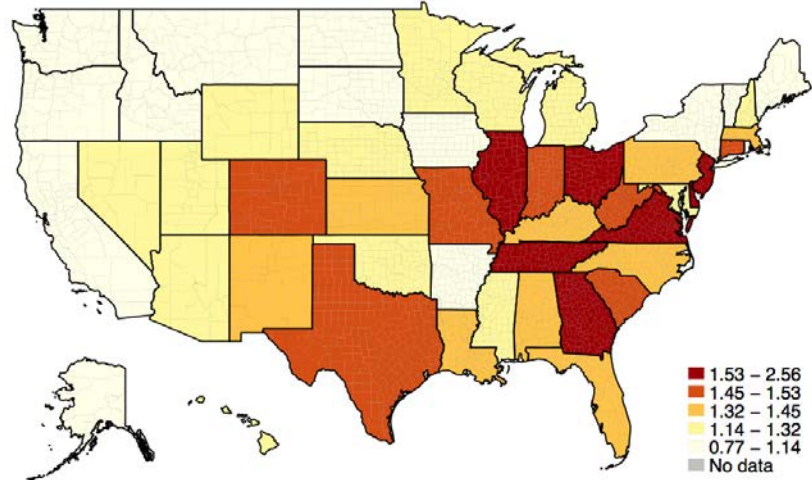 1.53 – 2.56
1.45 – 1.53
1.32 – 1.45
1.14 – 1.32
0.77 – 1.14
No data